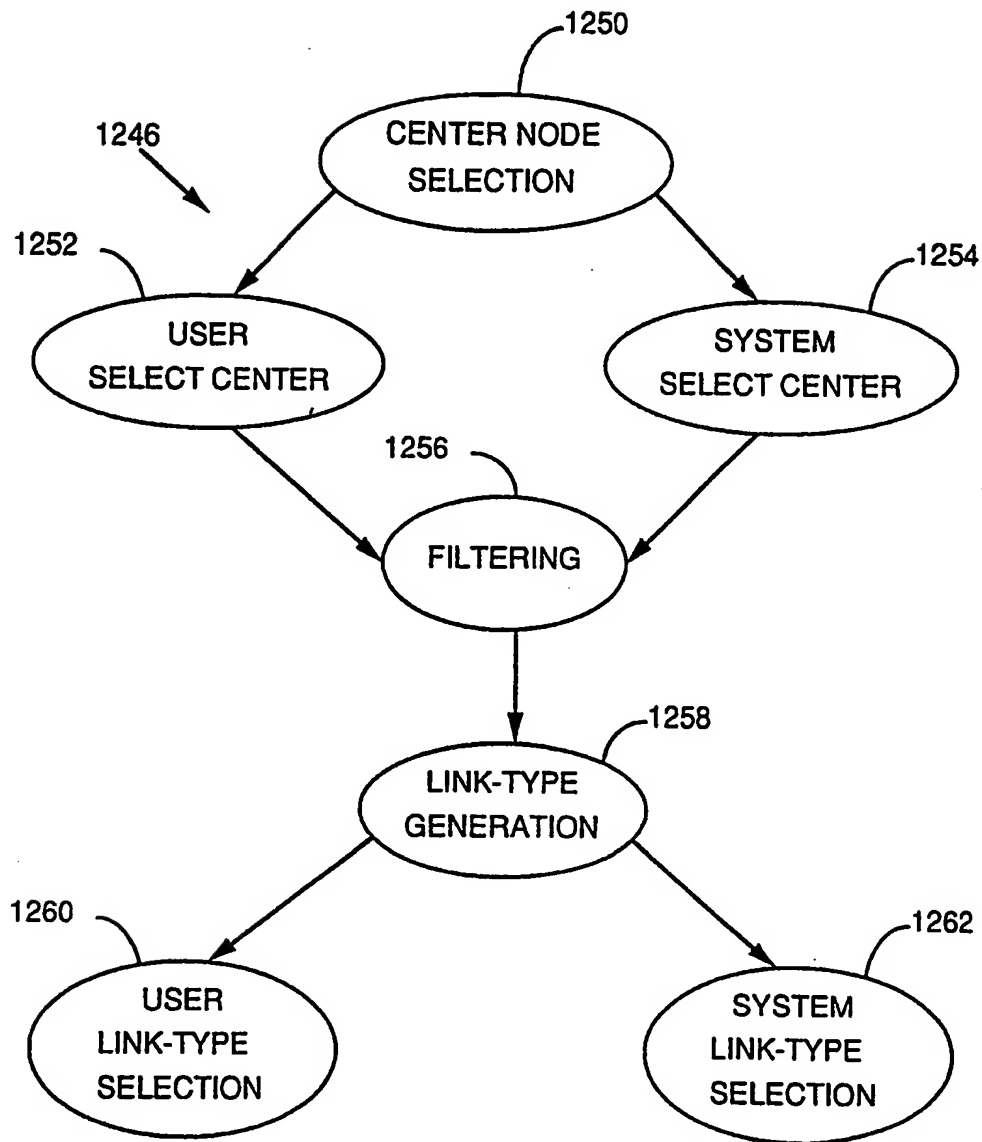 1250
CENTER NODE
SELECTION
1246
1252
1254
USER
SELECT CENTER
SYSTEM
SELECT CENTER
1256
FILTERING
1258
LINK-TYPE
GENERATION
1260
1262
USER
LINK-TYPE
SELECTION
SYSTEM
LINK-TYPE
SELECTION